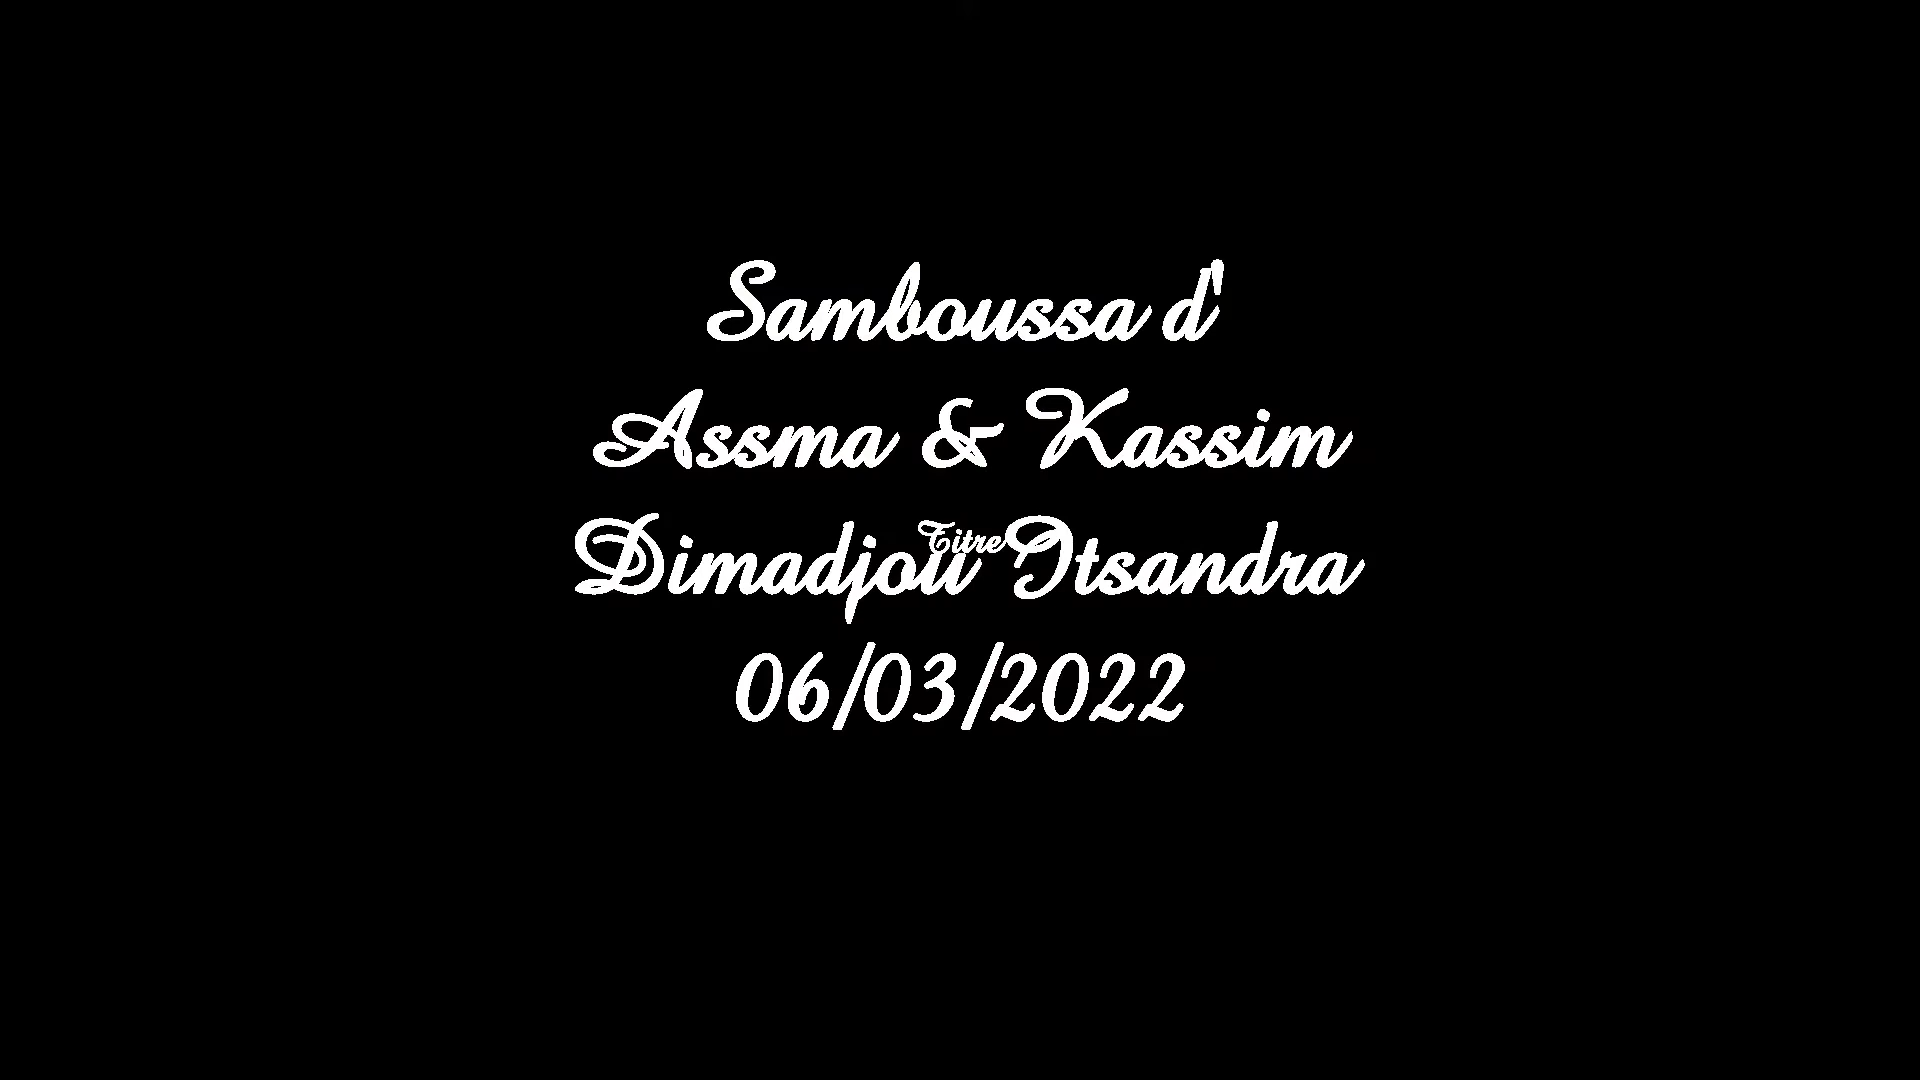 Samboussa d'
Assma & Kassim
Titre
Dimadjou Itsandra
06/03/2022